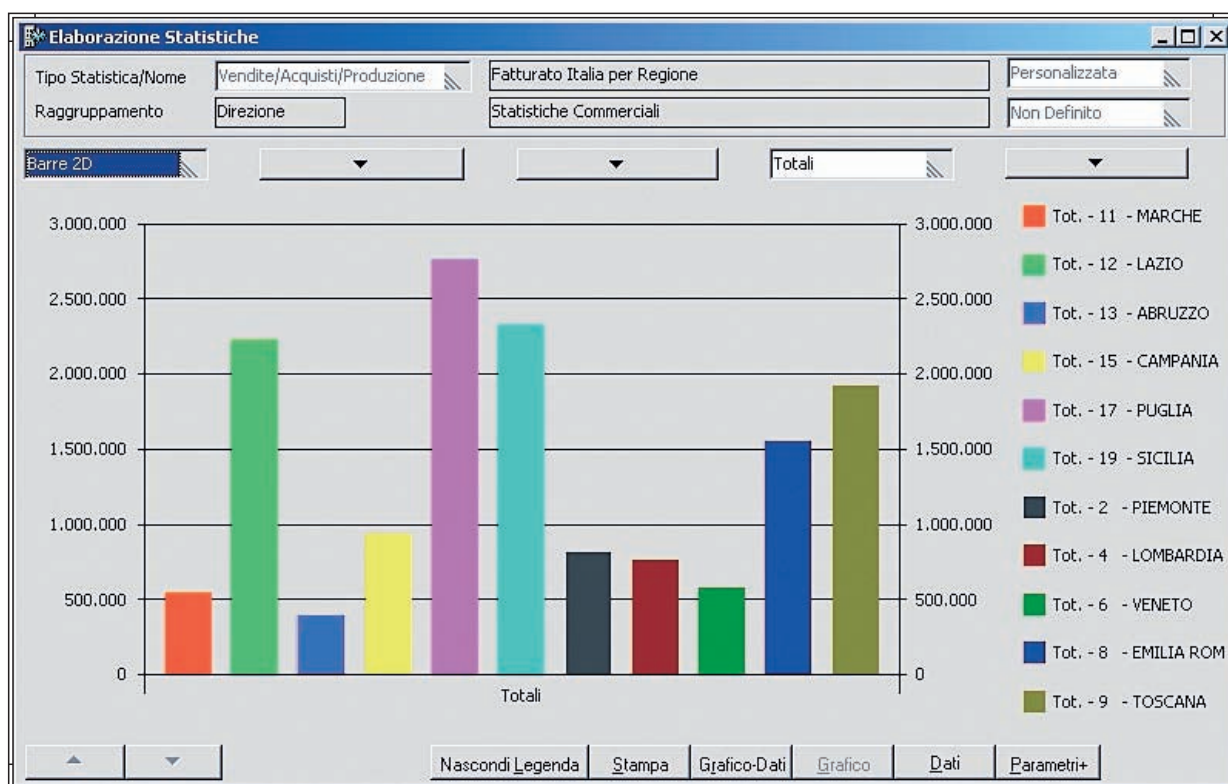 Elaborazione Statistiche
Tipo Statistica/Nome Vendite/Acquisti/Produzione Fatturato Italia per Regione Personalizzata
Raggruppamento Direzione Statistiche Commerciali Non Definito
Barre 2D Totali
3.000.000 3.000.000
2.500.000 2.500.000
2.000.000 2.000.000
1.500.000 1.500.000
1.000.000 1.000.000
500.000 500.000
0 0
Totali
Tot. - 11 - MARCHE
Tot. - 12 - LAZIO
Tot. - 13 - ABRUZZO
Tot. - 15 - CAMPANIA
Tot. - 17 - PUGLIA
Tot. - 19 - SICILIA
Tot. - 2 - PIEMONTE
Tot. - 4 - LOMBARDIA
Tot. - 6 - VENETO
Tot. - 8 - EMILIA ROM
Tot. - 9 - TOSCANA
Nascondi Legenda Stampa Grafico-Dati Grafico Dati Parametri+